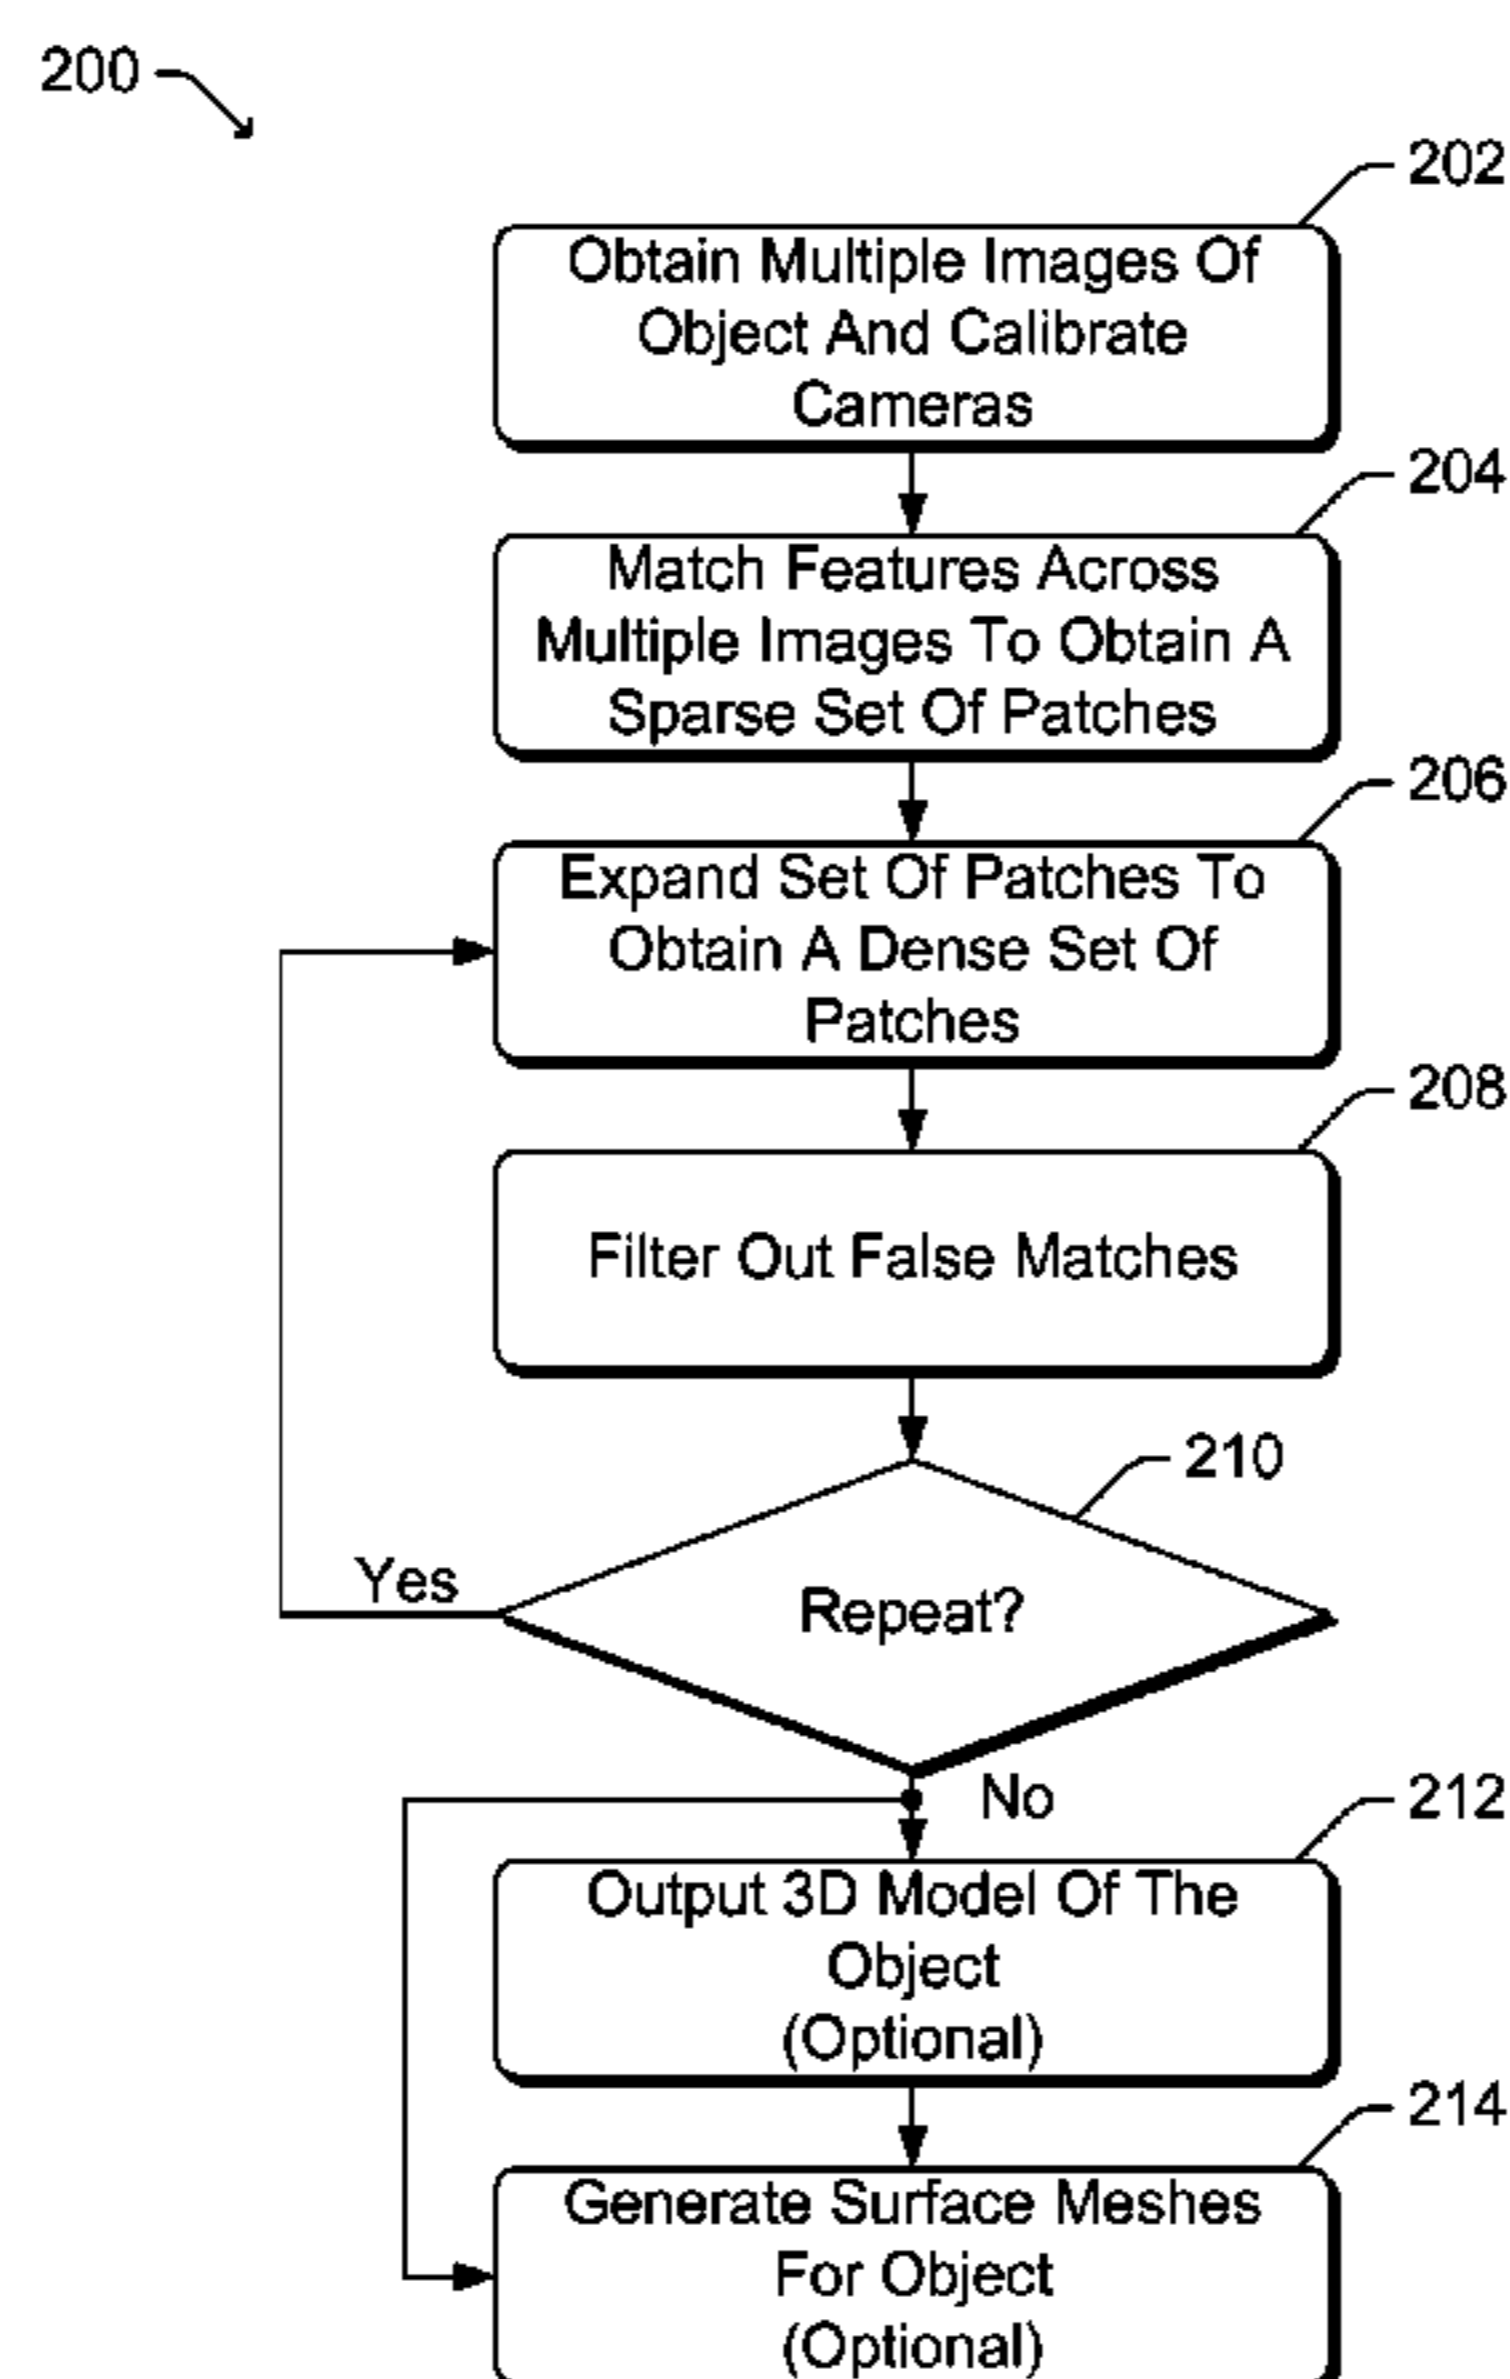 200
202
Obtain Multiple Images Of
Object And Calibrate
Cameras
204
Match Features Across
Multiple Images To Obtain A
Sparse Set Of Patches
206
Expand Set Of Patches To
Obtain A Dense Set Of
Patches
208
Filter Out False Matches
210
Yes
Repeat?
No
212
Output 3D Model Of The
Object
(Optional)
214
Generate Surface Meshes
For Object
(Optional)